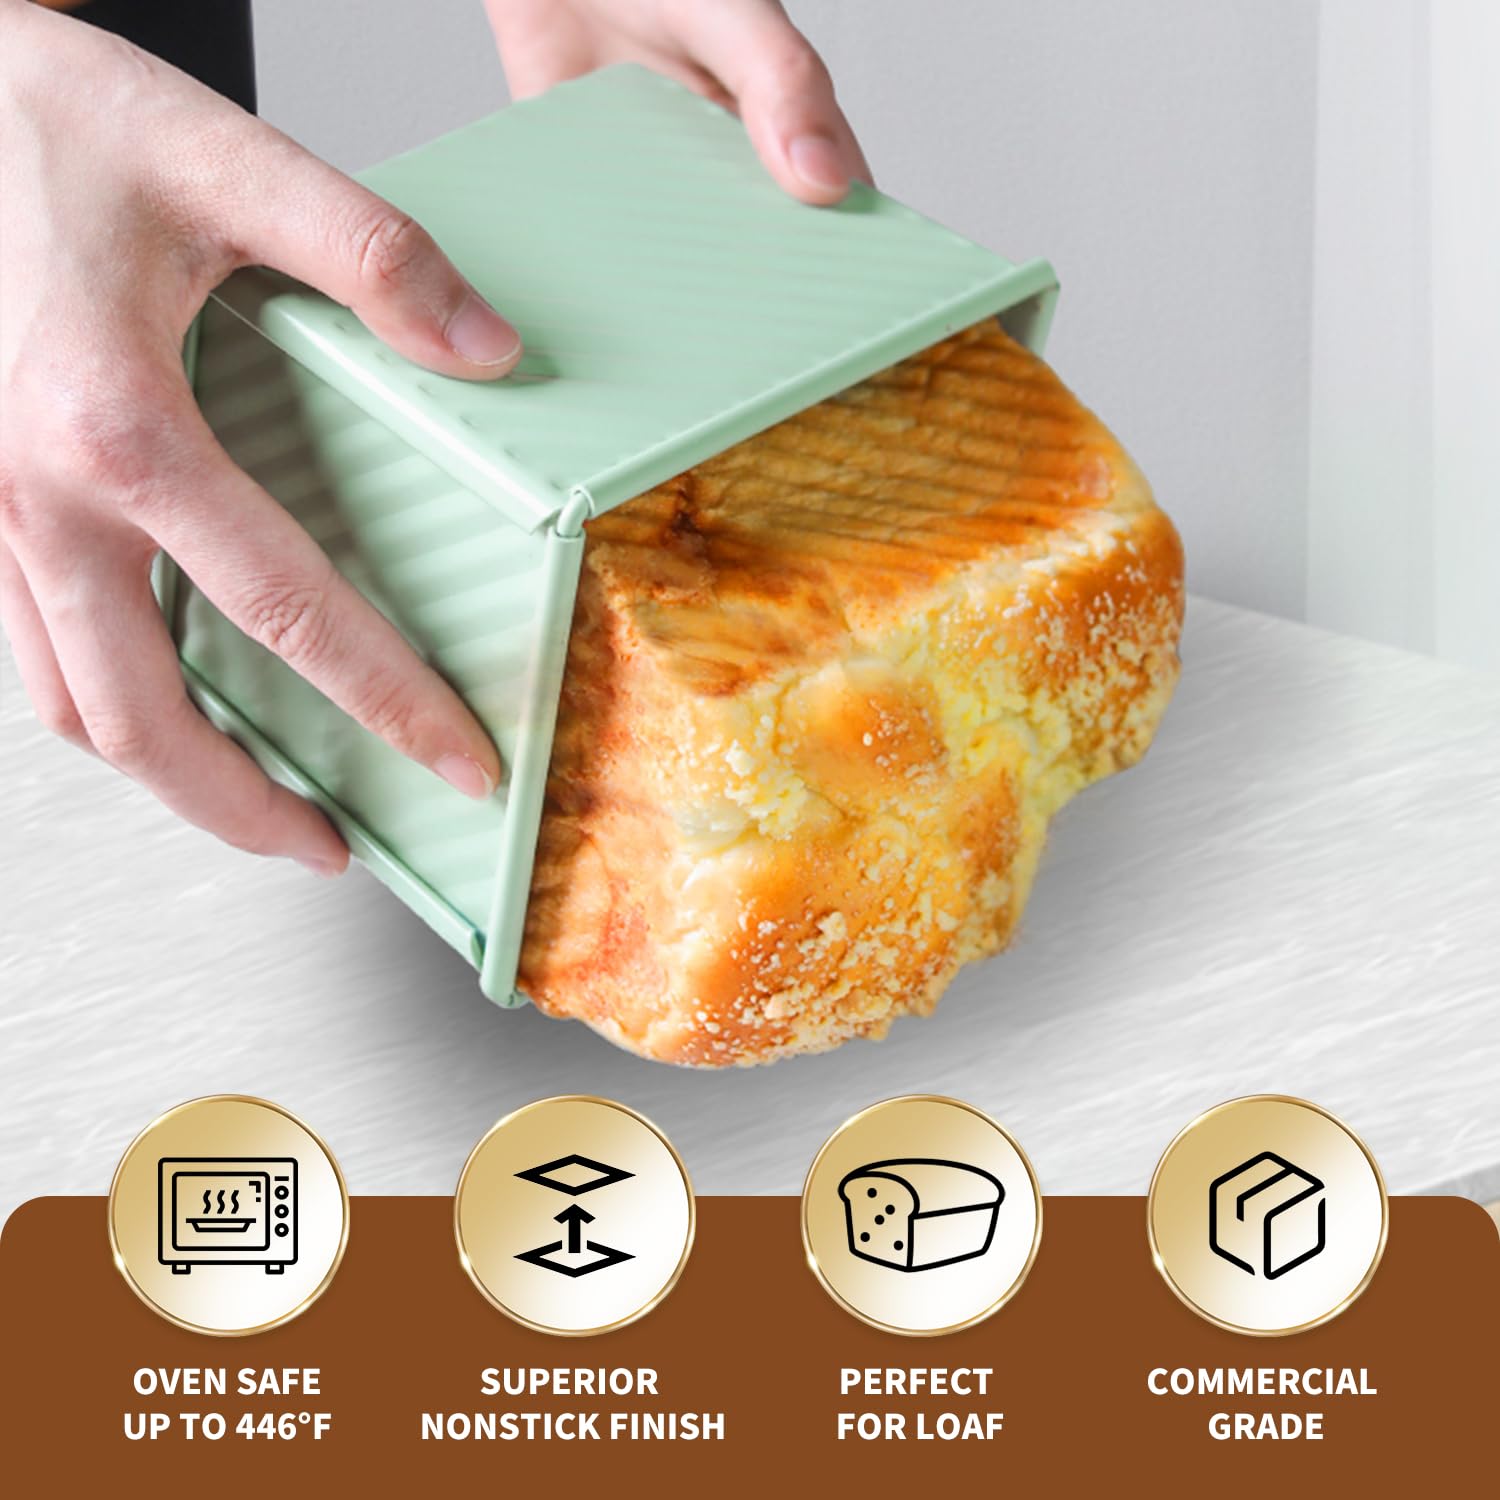 OVEN SAFE
UP TO 446°F
SUPERIOR
NONSTICK FINISH
PERFECT
FOR LOAF
COMMERCIAL
GRADE